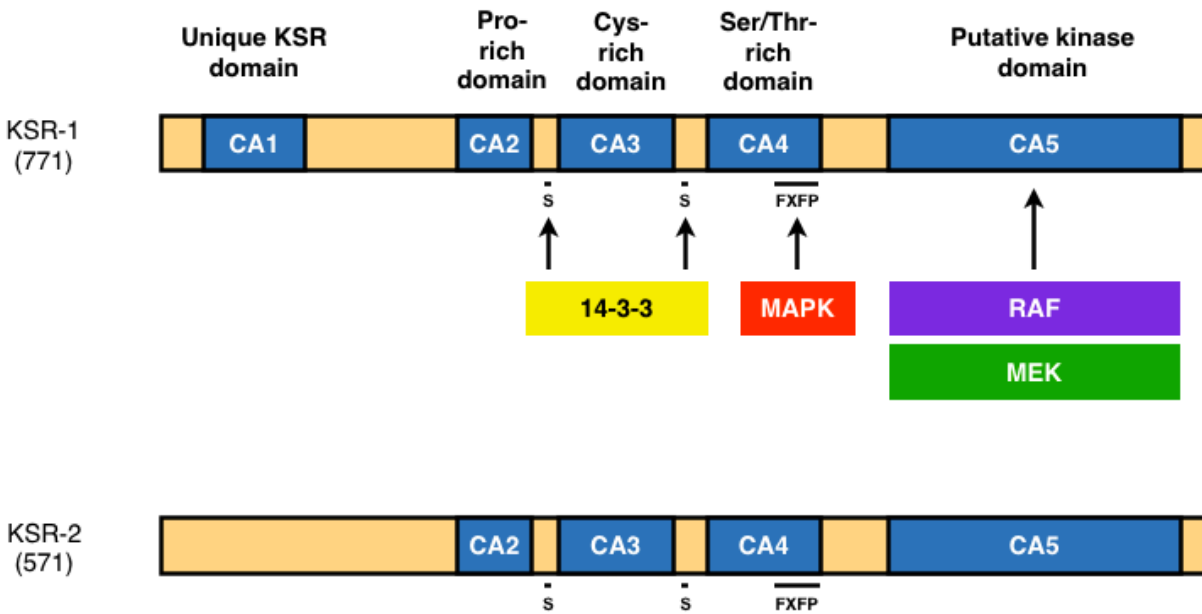 Unique KSR
domain
Pro-
rich
domain
Cys-
rich
domain
Ser/Thr-
rich
domain
Putative kinase
domain
KSR-1
(771)
CA1 CA2 CA3 CA4 CA5
S S FXFP
14-3-3 MAPK RAF
MEK
KSR-2
(571)
CA2 CA3 CA4 CA5
S S FXFP